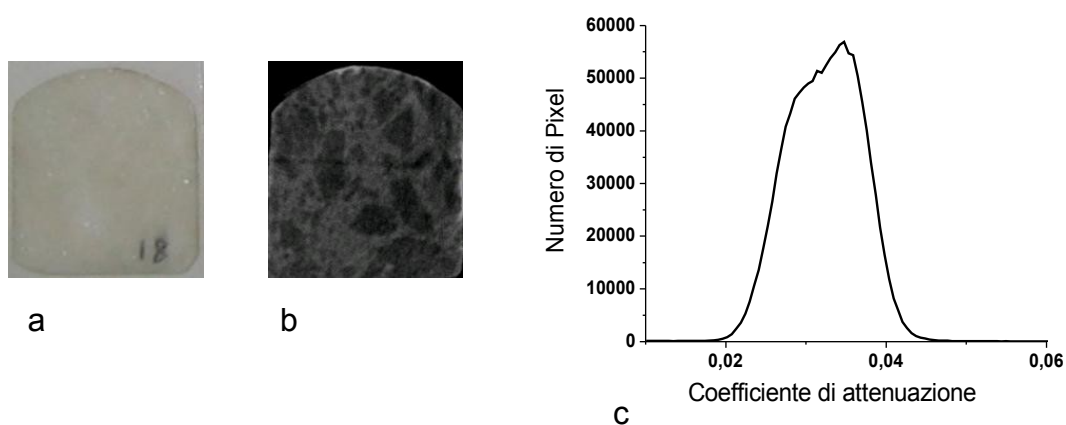 18
a
b
60000
50000
40000
30000
20000
10000
0
Numero di Pixel
0,02
0,04
0,06
Coefficiente di attenuazione
c